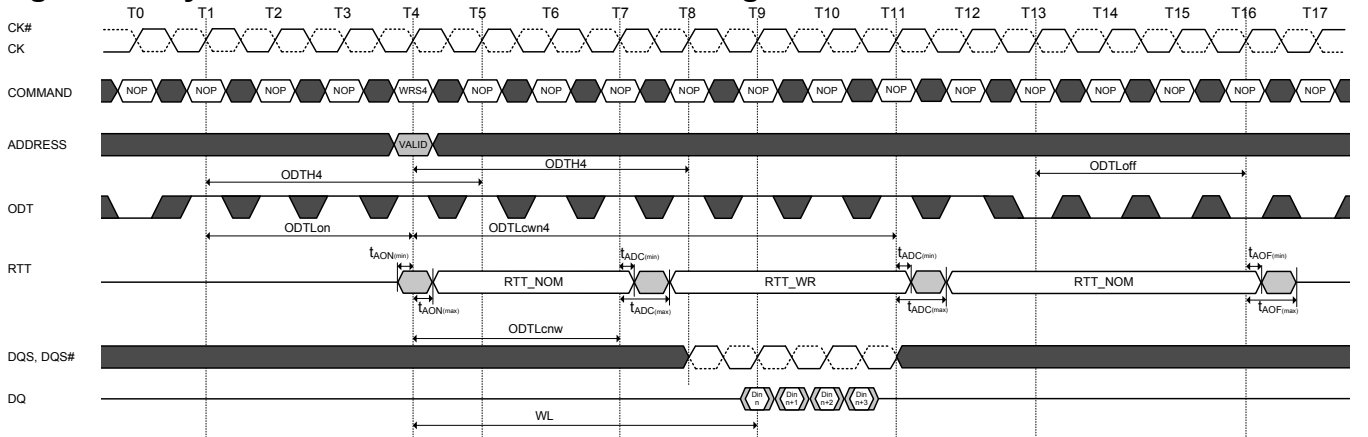 T0 T1 T2 T3 T4 T5 T6 T7 T8 T9 T10 T11 T12 T13 T14 T15 T16 T17
CK#
CK
COMMAND NOP NOP NOP NOP WRS4 NOP NOP NOP NOP NOP NOP NOP NOP NOP NOP NOP NOP NOP
ADDRESS VALID
ODTH4 ODTH4 ODTLoff
ODT
ODTLon ODTLcwn4
tAON(min) tADC(min) tADC(min) tAOF(min)
RTT RTT_NOM RTT_WR RTT_NOM
tAON(max) tADC(max) tADC(max) tAOF(max)
ODTLcnw
DQS, DQS#
DQ Din n Din n+1 Din n+2 Din n+3
WL